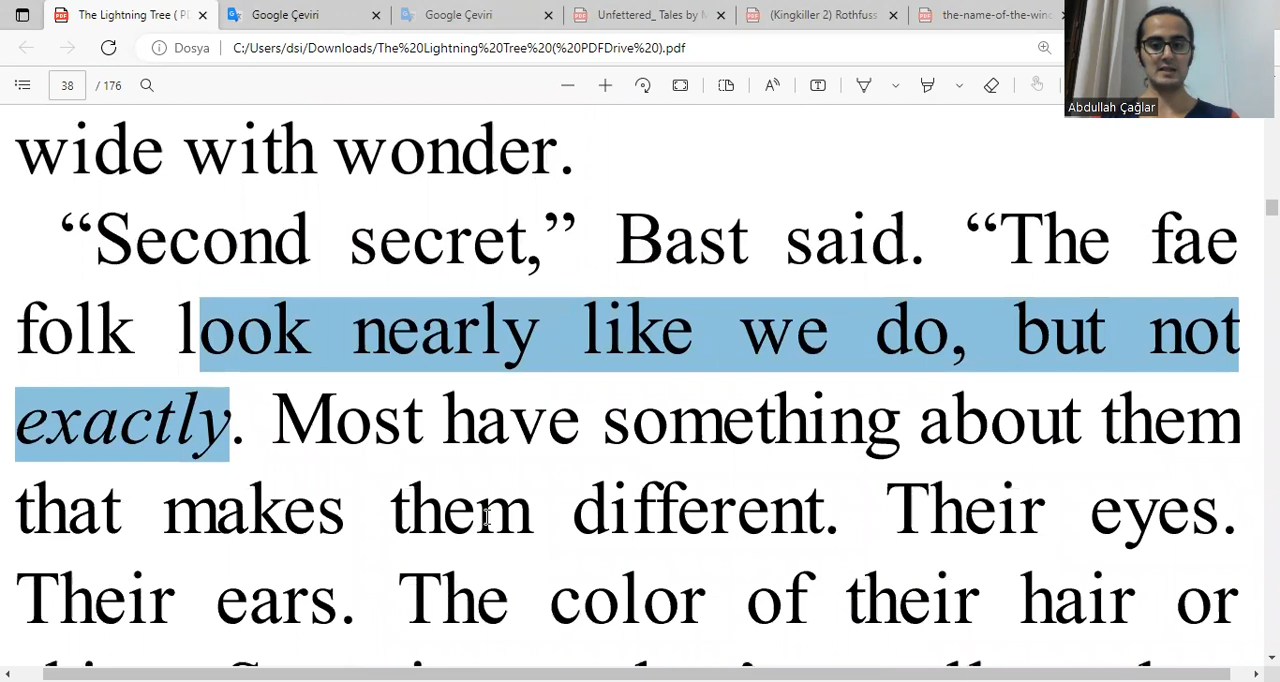 The Lightning Tree ( P
Google Çeviri
Google Çeviri
Unfettered_ Tales by M
(Kingkiller 2) Rothfuss
the-name-of-the-winc
Dosya C:/Users/dsi/Downloads/The%20Lightning%20Tree%20(%20PDFDrive%20).pdf
38 / 176
Abdullah Çağlar
wide with wonder.
“Second secret,” Bast said. “The fae
folk look nearly like we do, but not
exactly. Most have something about them
that makes them different. Their eyes.
Their ears. The color of their hair or